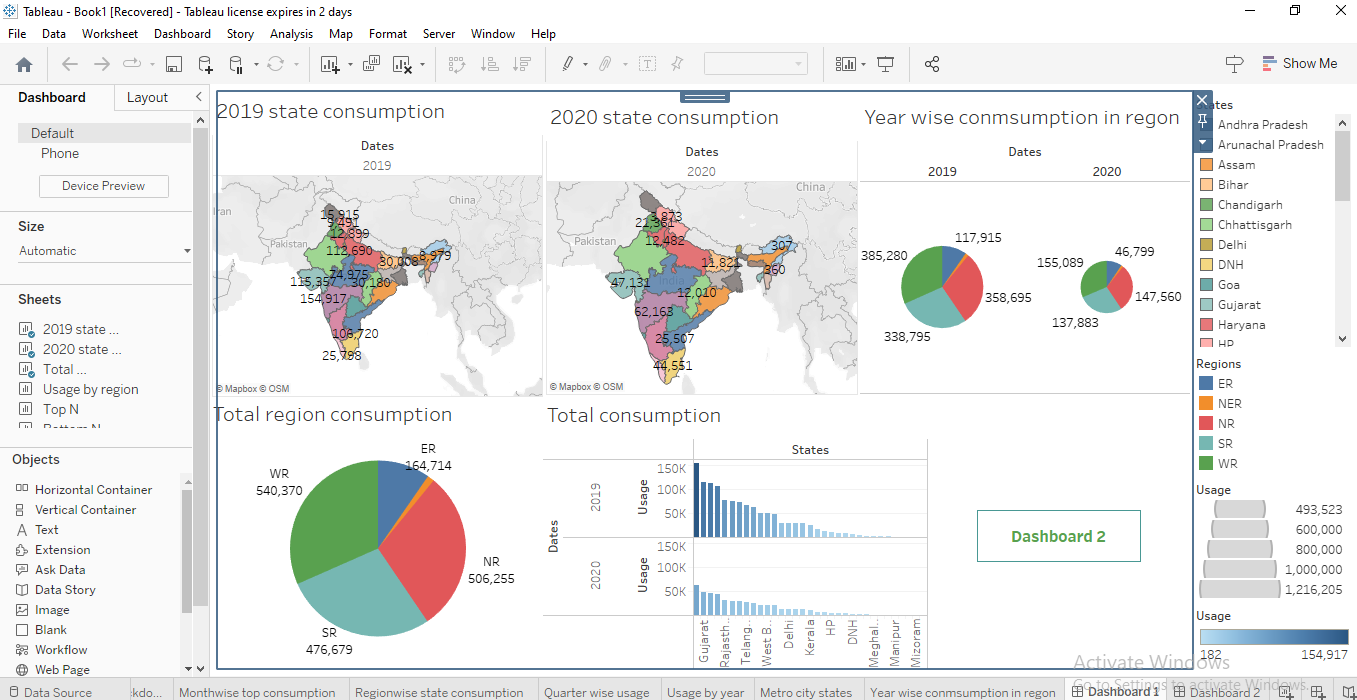 Tableau - Book1 [Recovered] - Tableau license expires in 2 days
File Data Worksheet Dashboard Story Analysis Map Format Server Window Help
Show Me
Dashboard Layout
Default
Phone
Device Preview
Size
Automatic
Sheets
2019 state ...
2020 state ...
Total ...
Usage by region
Top N
Bottom N
Objects
Horizontal Container
Vertical Container
Text
Extension
Ask Data
Data Story
Image
Blank
Workflow
Web Page
2019 state consumption
Dates
2019
China
Iran
Pakistan
15,915
9,491
12,899
112,690
30,008
8,979
74,975
115,357
30,180
154,917
106,720
25,798
© Mapbox © OSM
2020 state consumption
Dates
2020
China
Pakistan
3,873
21,361
12,482
307
11,821
360
India
47,131
12,010
62,163
25,507
44,551
© Mapbox © OSM
Year wise conmsumption in regon
Dates
2019 2020
117,915
385,280
358,695
338,795
46,799
155,089
147,560
137,883
Total region consumption
ER
164,714
WR
540,370
NR
506,255
SR
476,679
Total consumption
States
Dates
2019
Usage
150K
100K
50K
2020
Usage
150K
100K
50K
Gujarat
Rajasth..
Telang..
West B..
Delhi
Kerala
HP
DNH
Meghal..
Manipur
Mizoram
Dashboard 2
States
Andhra Pradesh
Arunachal Pradesh
Assam
Bihar
Chandigarh
Chhattisgarh
Delhi
DNH
Goa
Gujarat
Haryana
HP
Regions
ER
NER
NR
SR
WR
Usage
493,523
600,000
800,000
1,000,000
1,216,205
Usage
182 154,917
Activate Windows
Go to Settings to activate Windows.
Data Source
kdo...
Monthwise top consumption
Regionwise state consumption
Quarter wise usage
Usage by year
Metro city states
Year wise conmsumption in regon
Dashboard 1
Dashboard 2